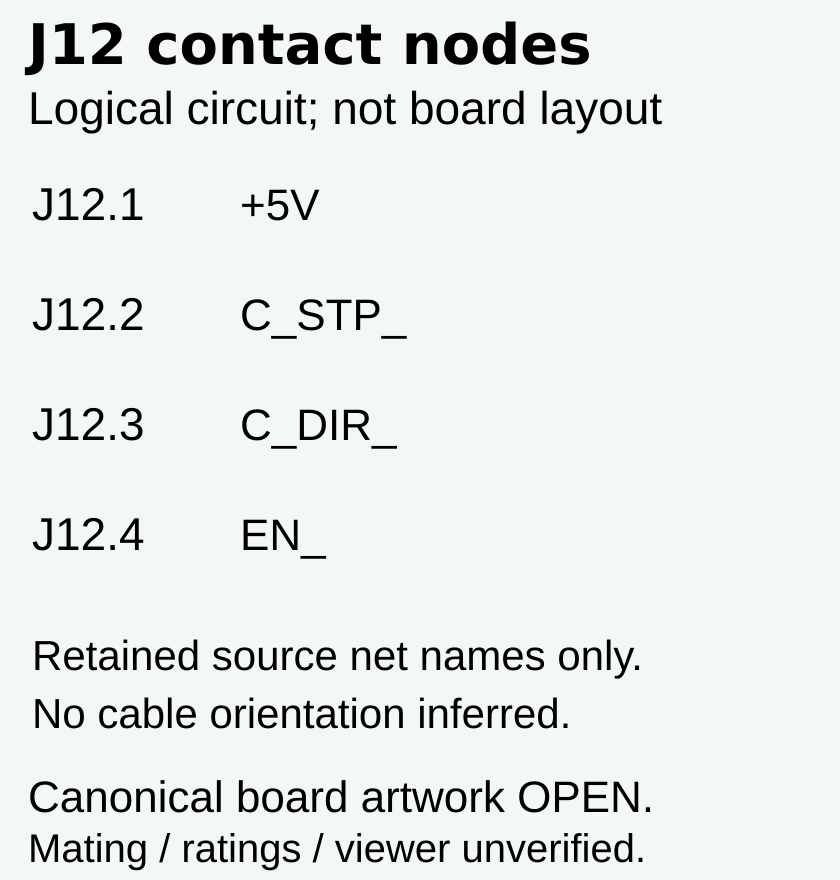 J12 contact nodes
Logical circuit; not board layout
J12.1 +5V
J12.2 C_STP_
J12.3 C_DIR_
J12.4 EN_
Retained source net names only.
No cable orientation inferred.
Canonical board artwork OPEN.
Mating / ratings / viewer unverified.